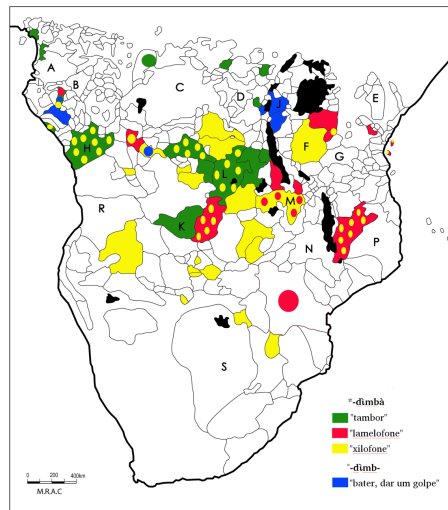 A
B
C
D
E
J
H
F
G
L
M
R
K
N
P
S
*-dìmbà
"tambor"
"lamelofone"
"xilofone"
*-dìmb-
"bater, dar um golpe"
0 200 400km
M.R.A.C